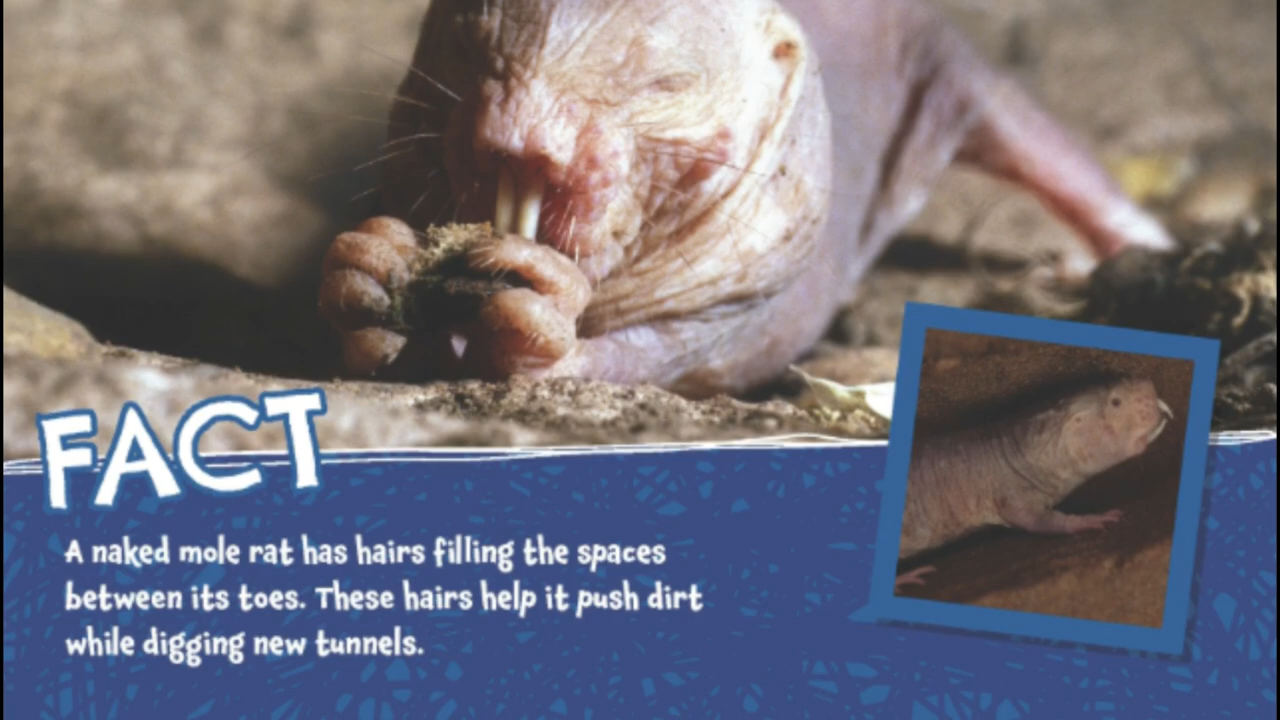 FACT
A naked mole rat has hairs filling the spaces
between its toes. These hairs help it push dirt
while digging new tunnels.